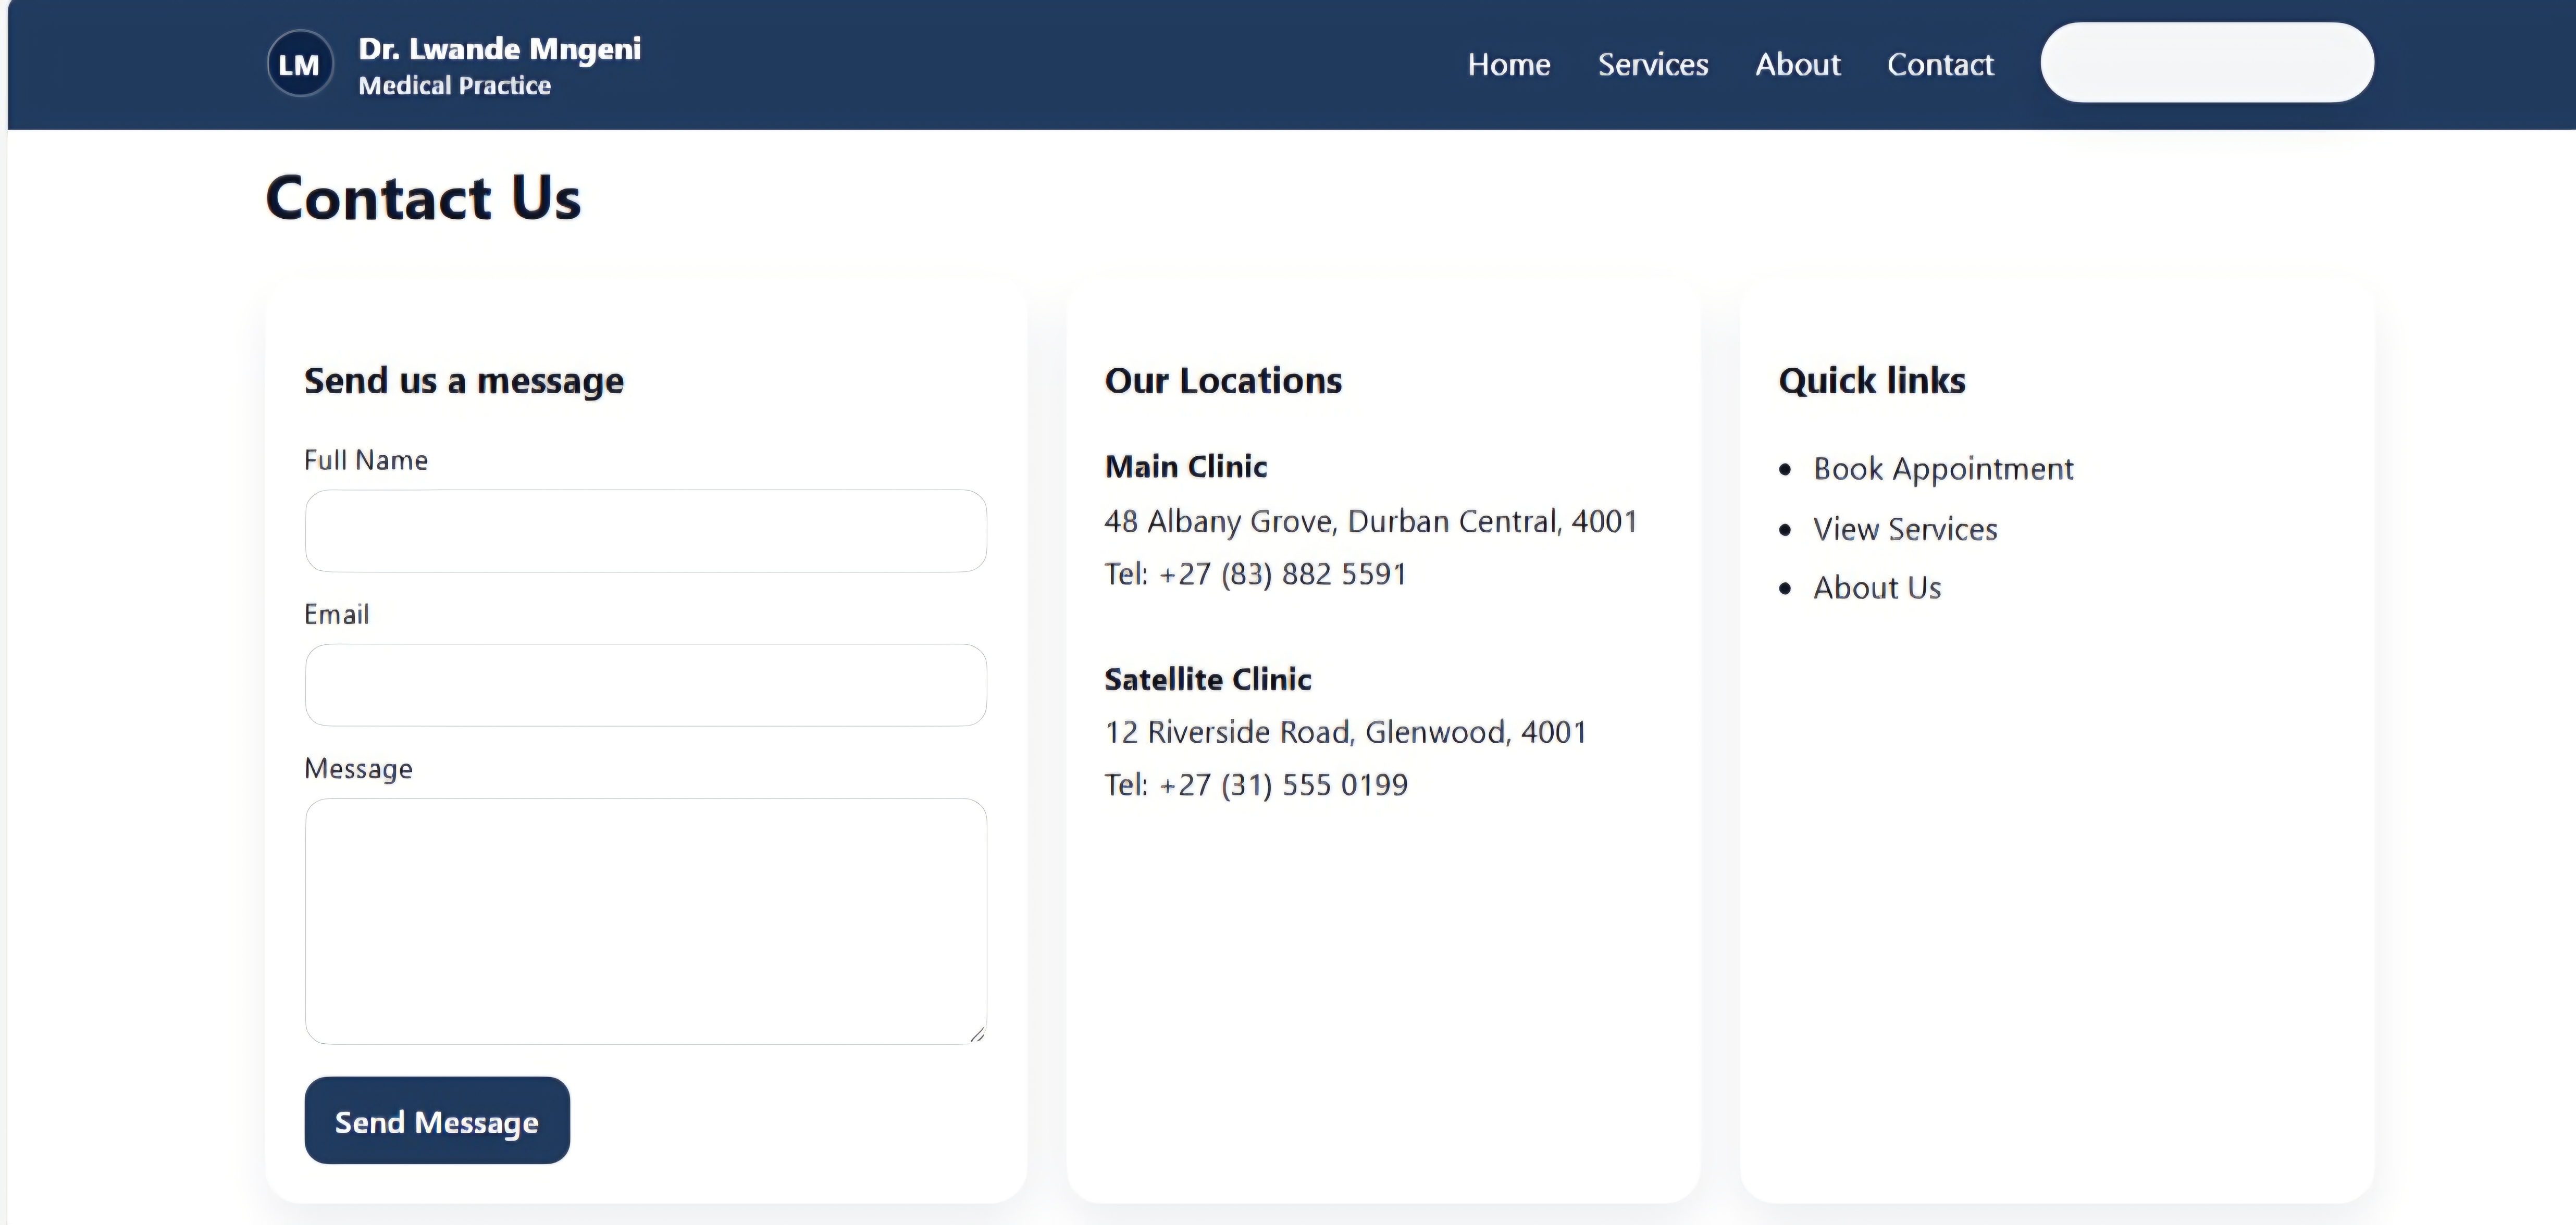 LM
Dr. Lwande Mngeni
Medical Practice
Home
Services
About
Contact
Contact Us
Send us a message
Full Name
Email
Message
Send Message
Our Locations
Main Clinic
48 Albany Grove, Durban Central, 4001
Tel: +27 (83) 882 5591
Satellite Clinic
12 Riverside Road, Glenwood, 4001
Tel: +27 (31) 555 0199
Quick links
Book Appointment
View Services
About Us